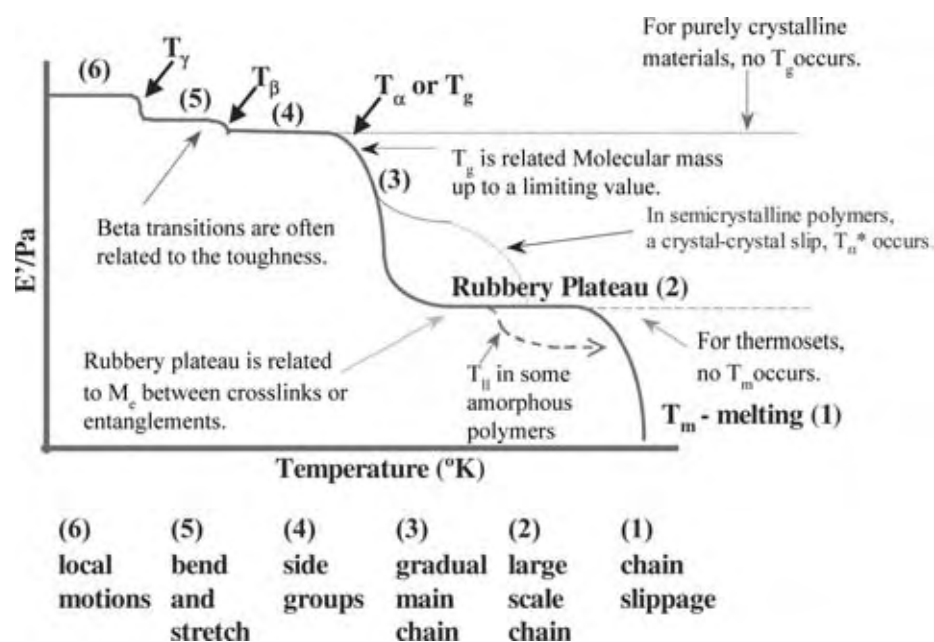 For purely crystalline
materials, no Tg occurs.
(6)
Tγ
(5)
Tβ
(4)
Tα or Tg
(3)
Tg is related Molecular mass
up to a limiting value.
Beta transitions are often
related to the toughness.
In semicrystalline polymers,
a crystal-crystal slip, Tα* occurs.
E'/Pa
Rubbery Plateau (2)
Rubbery plateau is related
to Me between crosslinks or
entanglements.
Tll in some
amorphous
polymers
For thermosets,
no Tm occurs.
Tm - melting (1)
Temperature (°K)
(6)
local
motions
(5)
bend
and
stretch
(4)
side
groups
(3)
gradual
main
chain
(2)
large
scale
chain
(1)
chain
slippage